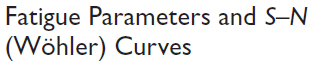 Fatigue Parameters and S–N
(Wöhler) Curves